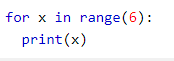 for x in range(6):
  print(x)